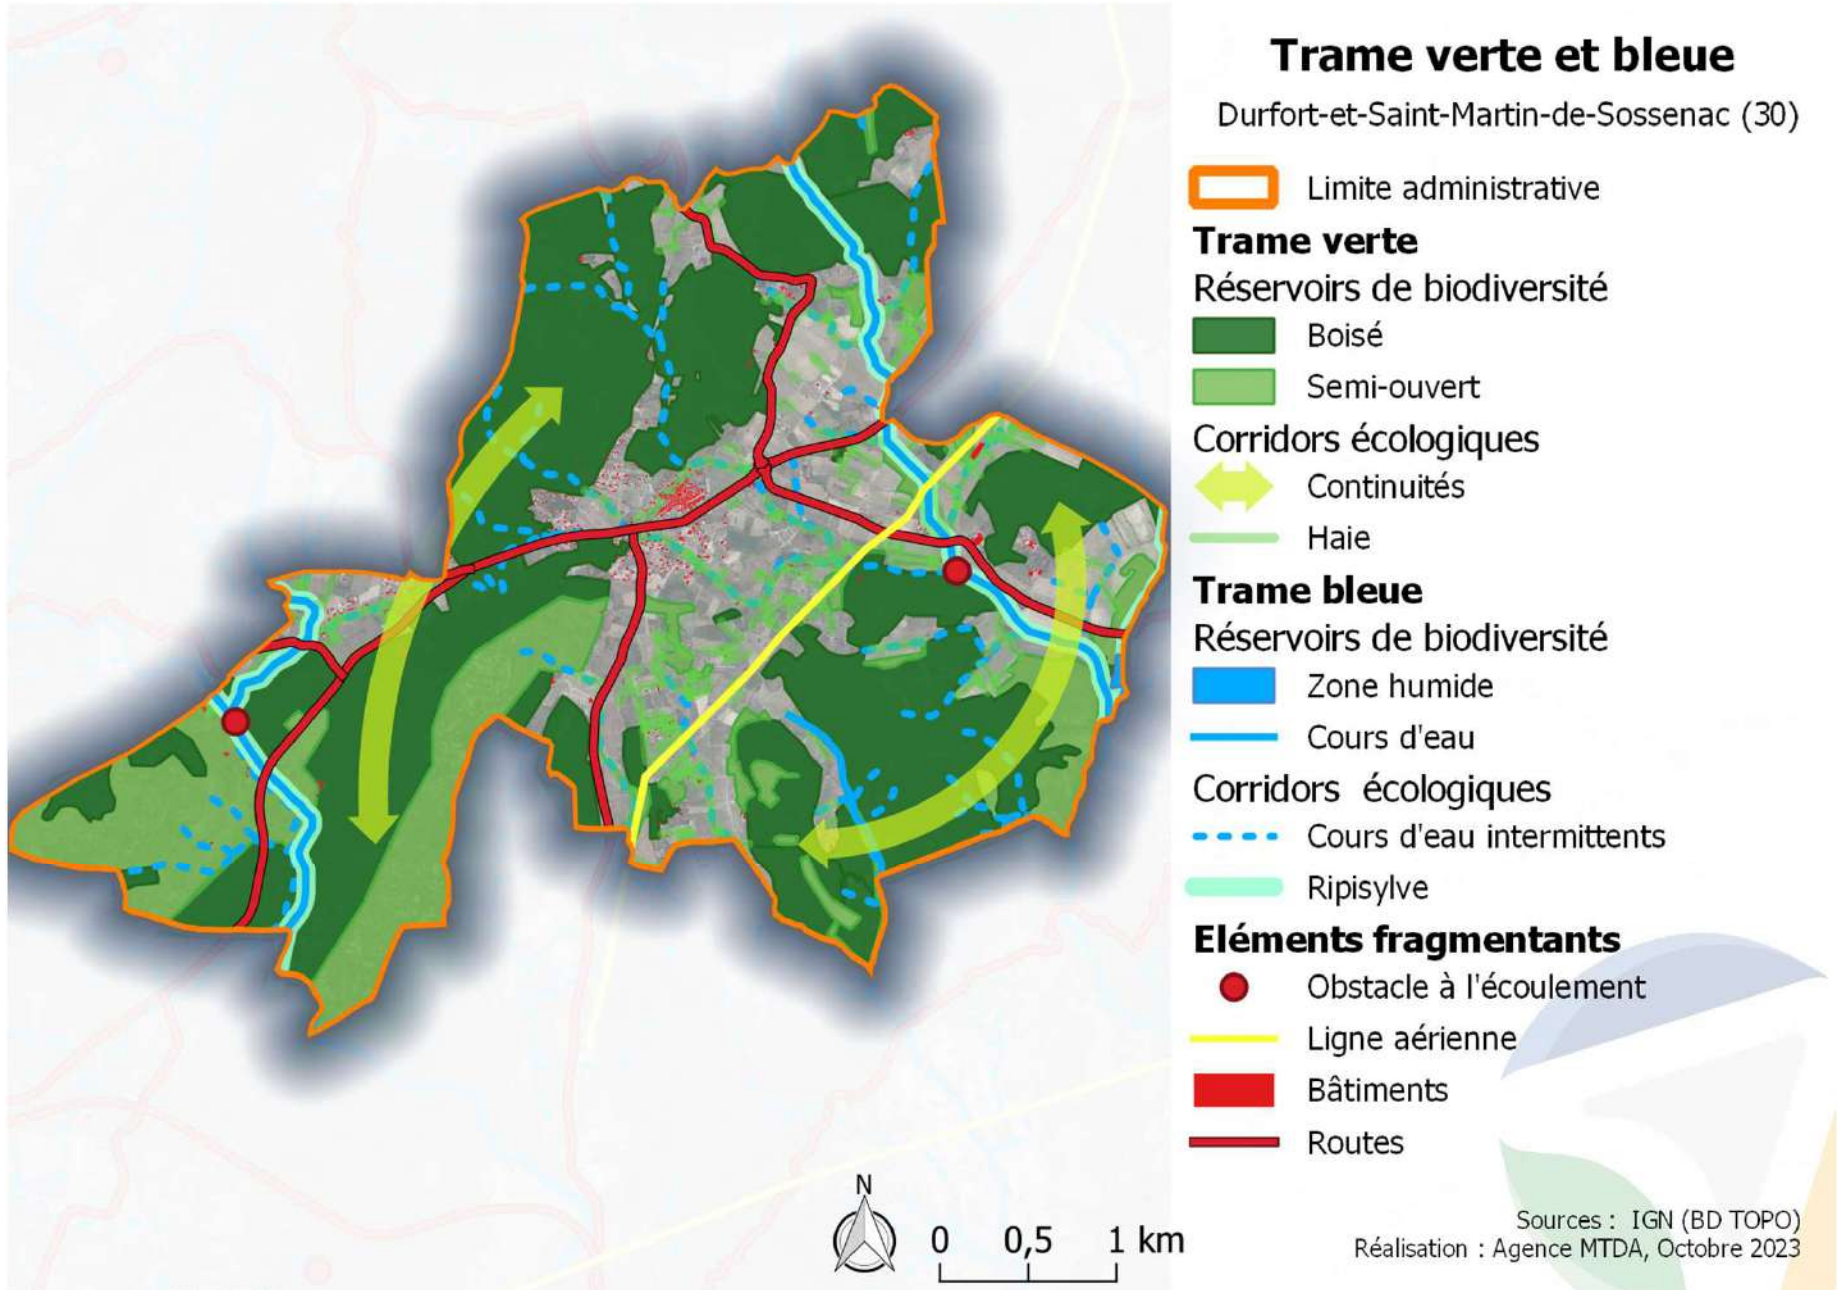 Trame verte et bleue
Durfort-et-Saint-Martin-de-Sossenac (30)
Limite administrative
Trame verte
Réservoirs de biodiversité
Boisé
Semi-ouvert
Corridors écologiques
Continuités
Haie
Trame bleue
Réservoirs de biodiversité
Zone humide
Cours d'eau
Corridors écologiques
Cours d'eau intermittents
Ripisylve
Eléments fragmentants
Obstacle à l'écoulement
Ligne aérienne
Bâtiments
Routes
N
0 0,5 1 km
Sources : IGN (BD TOPO)
Réalisation : Agence MTDA, Octobre 2023